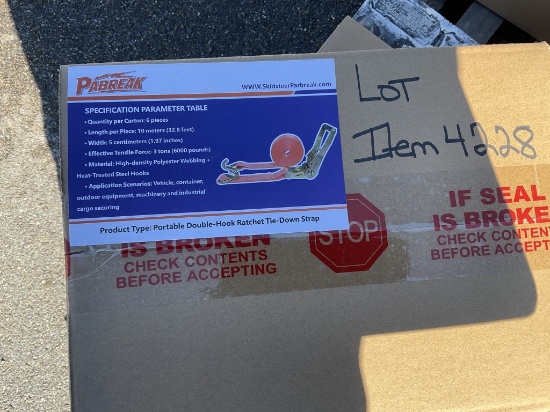 PABREAK
WWW.SkidsteerParbreak.com
SPECIFICATION PARAMETER TABLE
• Quantity per Carton: 6 pieces
• Length per Piece: 10 meters (32.8 feet)
• Width: 5 centimeters (1.97 inches)
• Effective Tensile Force: 3 tons (6000 pounds)
• Material: High-density Polyester Webbing +
Heat-Treated Steel Hooks
• Application Scenarios: Vehicle, container,
outdoor equipment, machinery and industrial
cargo securing
Product Type: Portable Double-Hook Ratchet Tie-Down Strap
LOT
Item 4228
IS BROKEN
CHECK CONTENTS
BEFORE ACCEPTING
STOP
IF SEAL
IS BROKE
CHECK CONTENT
BEFORE ACCEPT